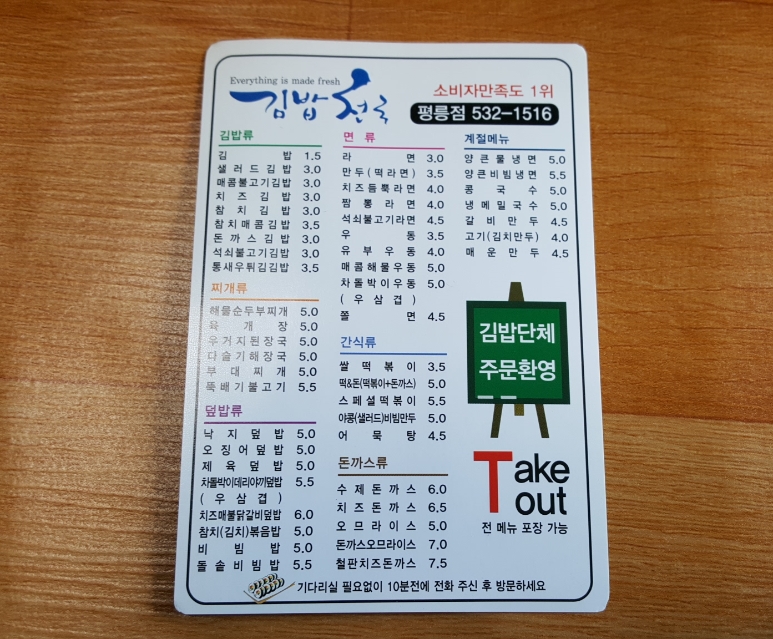 Everything is made fresh
김밥천국
소비자만족도 1위
평릉점 532-1516
김밥류
김 밥 1.5
샐러드김밥 3.0
매콤불고기김밥 3.0
치즈김밥 3.0
참치김밥 3.0
참치매콤김밥 3.5
돈까스김밥 3.0
석쇠불고기김밥 3.0
통새우튀김김밥 3.5
찌개류
해물순두부찌개 5.0
육개장 5.0
우거지된장국 5.0
다슬기해장국 5.0
부대찌개 5.0
뚝배기불고기 5.5
덮밥류
낙지덮밥 5.0
오징어덮밥 5.0
제육덮밥 5.0
차돌박이데리야끼덮밥 5.5
(우삼겹)
치즈매불닭갈비덮밥 6.0
참치(김치)볶음밥 5.0
비빔밥 5.0
돌솥비빔밥 5.5
면류
라면 3.0
만두(떡라면) 3.5
치즈듬뿍라면 4.0
짬뽕라면 4.0
석쇠불고기라면 4.5
우동 3.5
유부우동 4.0
매콤해물우동 5.0
차돌박이우동 5.0
(우삼겹)
쫄면 4.5
간식류
쌀떡볶이 3.5
떡&돈(떡볶이+돈까스) 5.0
스페셜떡볶이 5.5
야콩(샐러드)비빔만두 5.0
어묵탕 4.5
돈까스류
수제돈까스 6.0
치즈돈까스 6.5
오므라이스 5.0
돈까스오므라이스 7.0
철판치즈돈까스 7.5
계절메뉴
양큰물냉면 5.0
양큰비빔냉면 5.5
콩국수 5.0
냉메밀국수 5.0
갈비만두 4.5
고기(김치만두) 4.0
매운만두 4.5
김밥단체
주문환영
Take
out
전 메뉴 포장 가능
기다리실 필요없이 10분전에 전화 주신 후 방문하세요